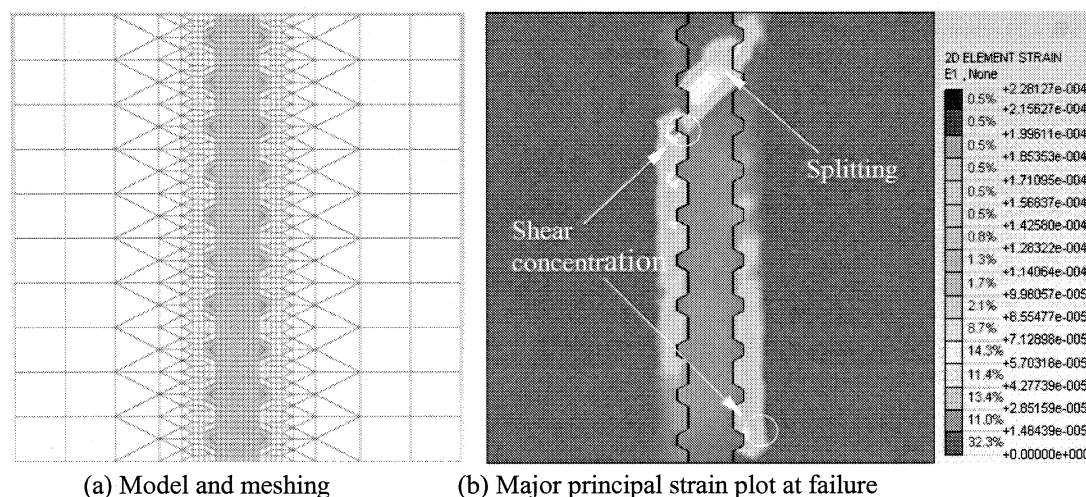 2D ELEMENT STRAIN
E1 , None
+2.28127e-004
0.5%
+2.15627e-004
0.5%
+1.99611e-004
0.5%
+1.85353e-004
0.5%
+1.71095e-004
0.5%
+1.56837e-004
0.5%
+1.42580e-004
0.8%
+1.28322e-004
1.3%
+1.14064e-004
1.7%
+9.98057e-005
2.1%
+8.55477e-005
8.7%
+7.12898e-005
14.3%
+5.70318e-005
11.4%
+4.27739e-005
13.4%
+2.85159e-005
11.0%
+1.48439e-005
32.3%
+0.00000e+000
Splitting
Shear
concentration
(a) Model and meshing
(b) Major principal strain plot at failure